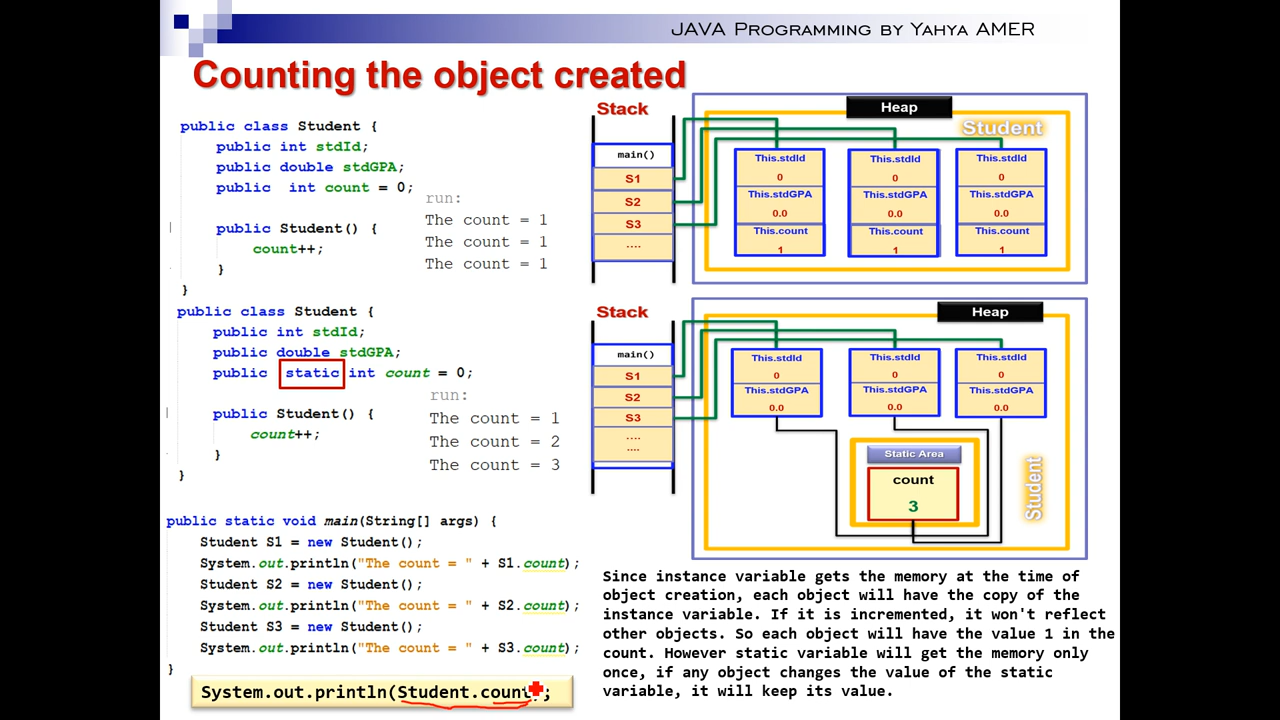 JAVA Programming by Yahya AMER
Counting the object created
public class Student {
public int stdId;
public double stdGPA;
public int count = 0;
public Student() {
count++;
}
}
run:
The count = 1
The count = 1
The count = 1
Stack
main()
S1
S2
S3
....
Heap
Student
This.stdId
0
This.stdGPA
0.0
This.count
1
This.stdId
0
This.stdGPA
0.0
This.count
1
This.stdId
0
This.stdGPA
0.0
This.count
1
public class Student {
public int stdId;
public double stdGPA;
public static int count = 0;
public Student() {
count++;
}
}
run:
The count = 1
The count = 2
The count = 3
Stack
main()
S1
S2
S3
....
....
Heap
This.stdId
0
This.stdGPA
0.0
This.stdId
0
This.stdGPA
0.0
This.stdId
0
This.stdGPA
0.0
Static Area
count
3
Student
public static void main(String[] args) {
Student S1 = new Student();
System.out.println("The count = " + S1.count);
Student S2 = new Student();
System.out.println("The count = " + S2.count);
Student S3 = new Student();
System.out.println("The count = " + S3.count);
}
System.out.println(Student.count);
Since instance variable gets the memory at the time of
object creation, each object will have the copy of the
instance variable. If it is incremented, it won't reflect
other objects. So each object will have the value 1 in the
count. However static variable will get the memory only
once, if any object changes the value of the static
variable, it will keep its value.